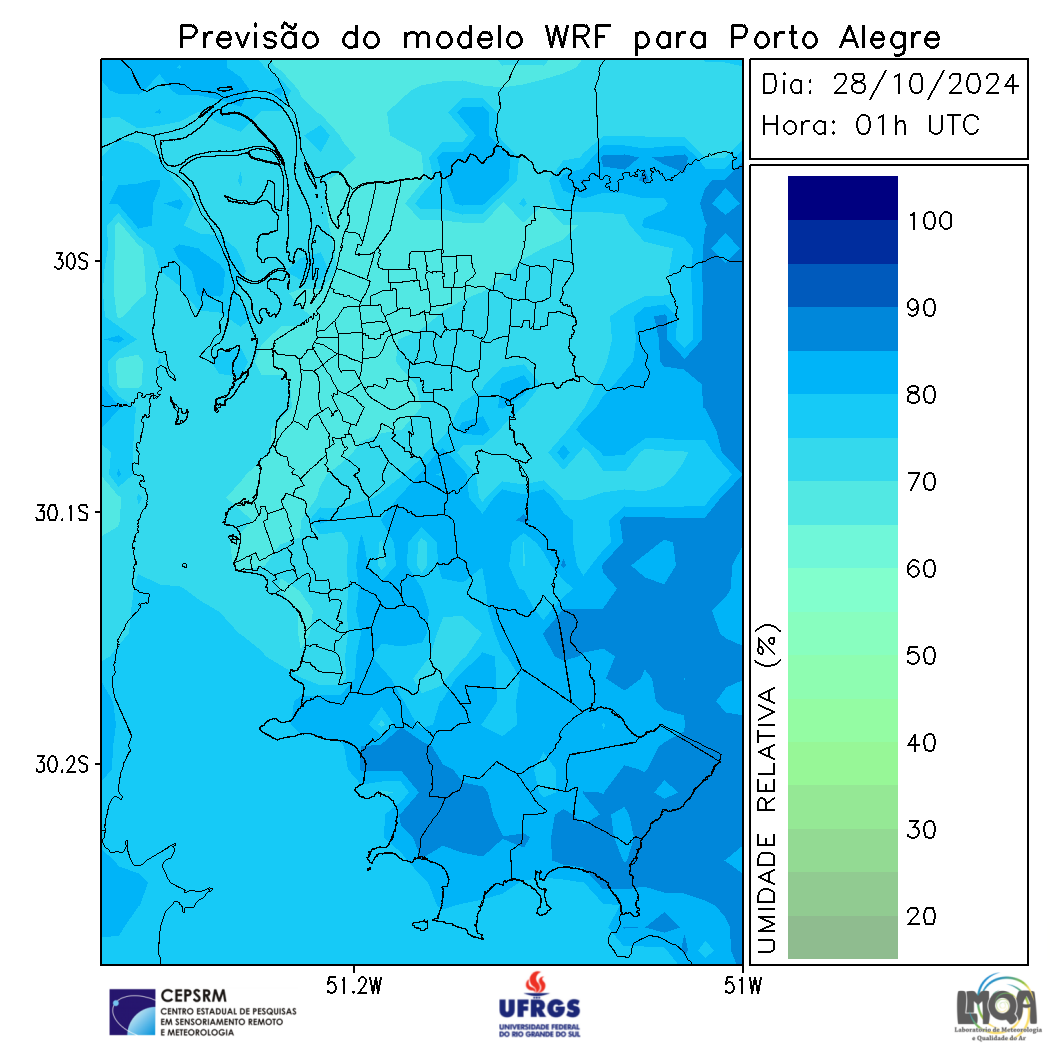 Previsão do modelo WRF para Porto Alegre
Dia: 28/10/2024
Hora: 01h UTC
100
90
80
70
60
50
40
30
20
UMIDADE RELATIVA (%)
30S
30.1S
30.2S
51.2W
51W
CEPSRM
CENTRO ESTADUAL DE PESQUISAS
EM SENSORIAMENTO REMOTO
E METEOROLOGIA
UFRGS
UNIVERSIDADE FEDERAL
DO RIO GRANDE DO SUL
LMQA
Laboratório de Meteorologia
e Qualidade do Ar